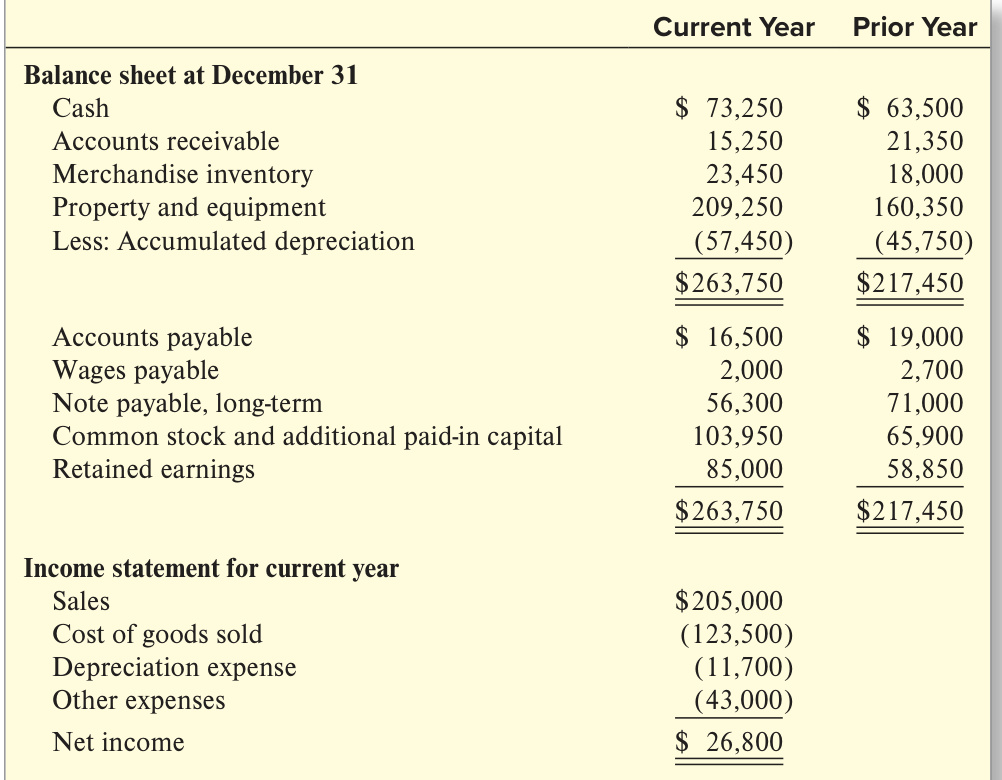 Current Year Prior Year
Balance sheet at December 31
Cash $ 73,250 $ 63,500
Accounts receivable 15,250 21,350
Merchandise inventory 23,450 18,000
Property and equipment 209,250 160,350
Less: Accumulated depreciation (57,450) (45,750)
$263,750 $217,450
Accounts payable $ 16,500 $ 19,000
Wages payable 2,000 2,700
Note payable, long-term 56,300 71,000
Common stock and additional paid-in capital 103,950 65,900
Retained earnings 85,000 58,850
$263,750 $217,450
Income statement for current year
Sales $205,000
Cost of goods sold (123,500)
Depreciation expense (11,700)
Other expenses (43,000)
Net income $ 26,800